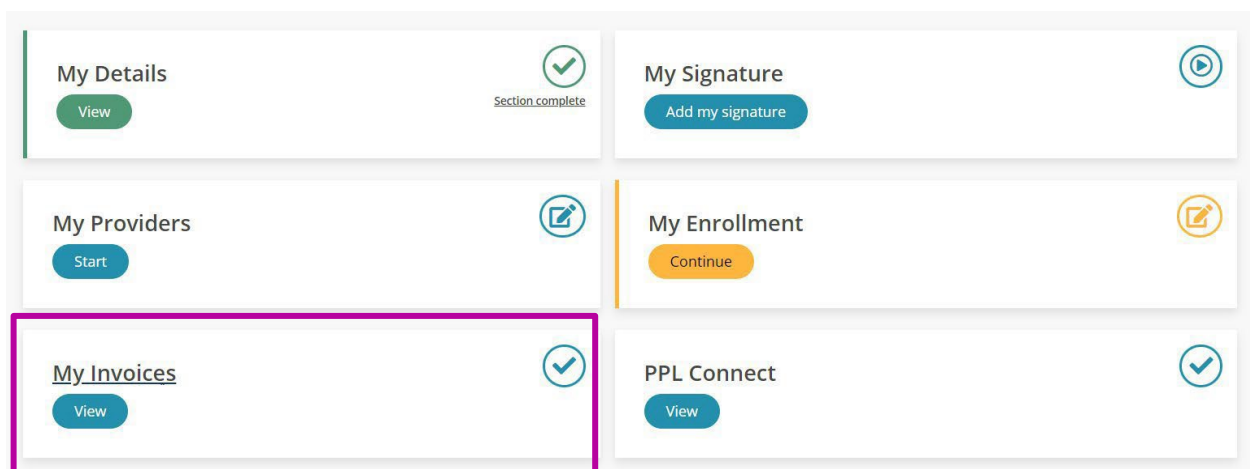 My Details
View
Section complete
My Signature
Add my signature
My Providers
Start
My Enrollment
Continue
My Invoices
View
PPL Connect
View